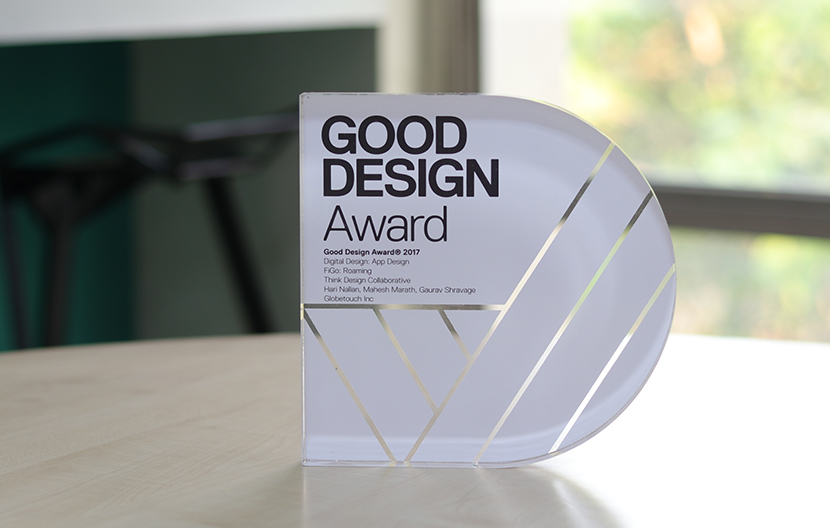 GOOD
DESIGN
Award
Good Design Award® 2017
Digital Design: App Design
FiGo: Roaming
Think Design Collaborative
Hari Nallan, Mahesh Marath, Gaurav Shravage
Globetouch Inc